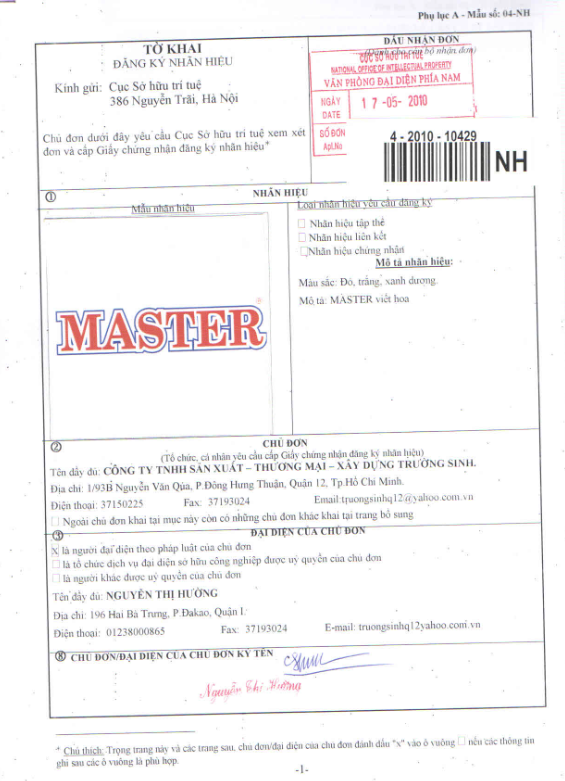 Phụ lục A - Mẫu số: 04-NH
TỜ KHAI
ĐĂNG KÝ NHÃN HIỆU
Kính gửi: Cục Sở hữu trí tuệ
386 Nguyễn Trãi, Hà Nội
Chủ đơn dưới đây yêu cầu Cục Sở hữu trí tuệ xem xét
đơn và cấp Giấy chứng nhận đăng ký nhãn hiệu*
DẤU NHẬN ĐƠN
(Dành cho cán bộ nhận đơn)
CỤC SỞ HỮU TRÍ TUỆ
NATIONAL OFFICE OF INTELLECTUAL PROPERTY
VĂN PHÒNG ĐẠI DIỆN PHÍA NAM
NGÀY
DATE
17-05-2010
SỐ ĐƠN
Apl.No
4-2010-10429
NH
① NHÃN HIỆU
Mẫu nhãn hiệu
MASTER
®
Loại nhãn hiệu yêu cầu đăng ký
☐ Nhãn hiệu tập thể
☐ Nhãn hiệu liên kết
☐ Nhãn hiệu chứng nhận
Mô tả nhãn hiệu:
Màu sắc: Đỏ, trắng, xanh dương.
Mô tả: MASTER viết hoa
② CHỦ ĐƠN
(Tổ chức, cá nhân yêu cầu cấp Giấy chứng nhận đăng ký nhãn hiệu)
Tên đầy đủ: CÔNG TY TNHH SẢN XUẤT – THƯƠNG MẠI – XÂY DỰNG TRƯỜNG SINH.
Địa chỉ: 1/93B Nguyễn Văn Qúa, P.Đông Hưng Thuận, Quận 12, Tp.Hồ Chí Minh.
Điện thoại: 37150225 Fax: 37193024 Email:truongsinhq12@yahoo.com.vn
☐ Ngoài chủ đơn khai tại mục này còn có những chủ đơn khác khai tại trang bổ sung
③ ĐẠI DIỆN CỦA CHỦ ĐƠN
X là người đại diện theo pháp luật của chủ đơn
☐ là tổ chức dịch vụ đại diện sở hữu công nghiệp được uỷ quyền của chủ đơn
☐ là người khác được uỷ quyền của chủ đơn
Tên đầy đủ: NGUYỄN THỊ HƯỜNG
Địa chỉ: 196 Hai Bà Trưng, P.Đakao, Quận I.
Điện thoại: 01238000865 Fax: 37193024 E-mail: truongsinhq12yahoo.com.vn
⑧ CHỦ ĐƠN/ĐẠI DIỆN CỦA CHỦ ĐƠN KÝ TÊN
Nguyễn Thị Hường
* Chú thích: Trong trang này và các trang sau, chủ đơn/đại diện của chủ đơn đánh dấu "x" vào ô vuông ☐ nếu các thông tin
ghi sau các ô vuông là phù hợp.
-1-